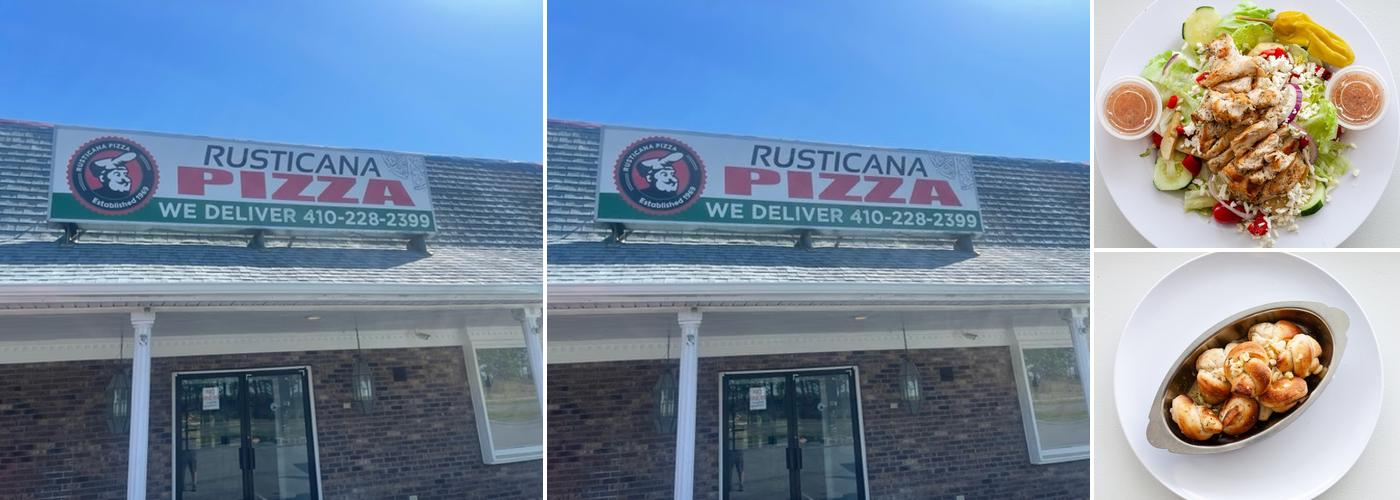 RUSTICANA PIZZA
Established 1969
RUSTICANA
PIZZA
WE DELIVER 410-228-2399
RUSTICANA PIZZA
Established 1969
RUSTICANA
PIZZA
WE DELIVER 410-228-2399